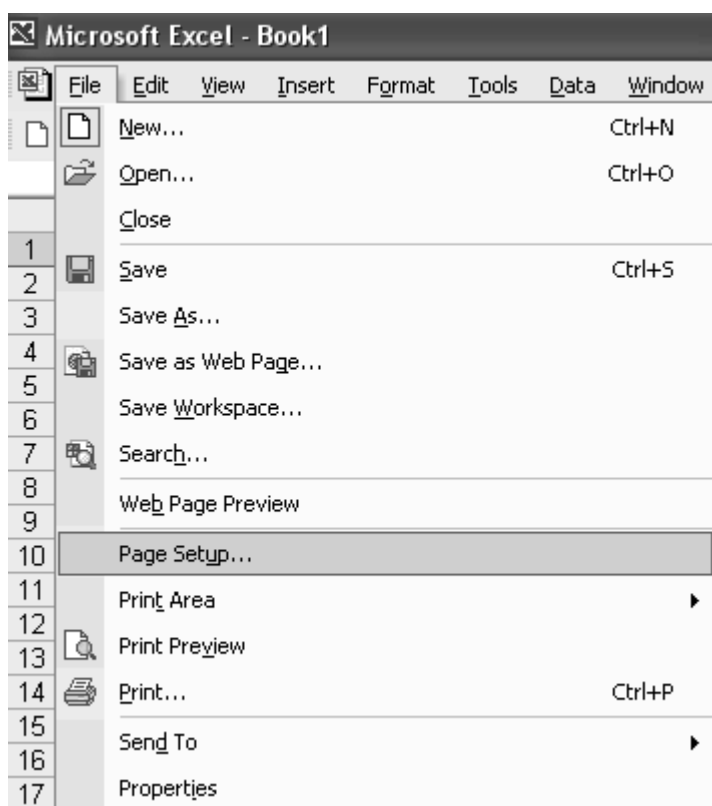 Microsoft Excel - Book1
File Edit View Insert Format Tools Data Window
New... Ctrl+N
Open... Ctrl+O
Close
1
Save Ctrl+S
2
3 Save As...
4 Save as Web Page...
5
6 Save Workspace...
7 Search...
8 Web Page Preview
9
10 Page Setup...
11 Print Area
12
13 Print Preview
14 Print... Ctrl+P
15 Send To
16
17 Properties